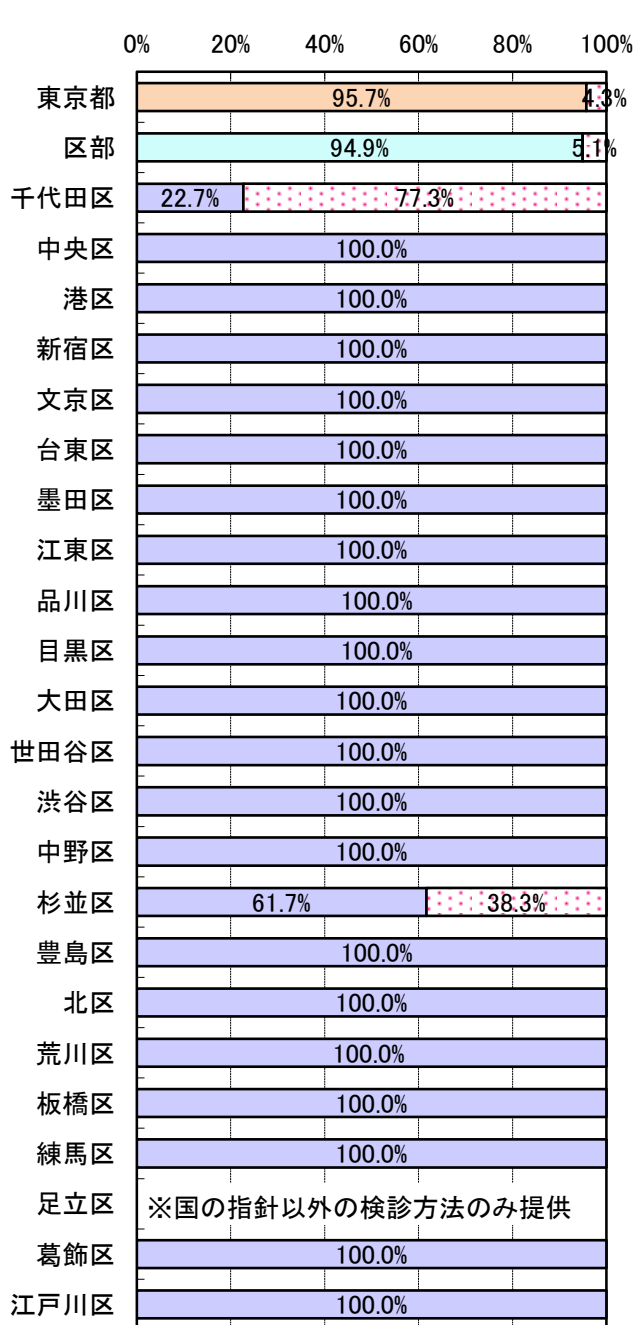 0% 20% 40% 60% 80% 100%
東京都 95.7% 4.3%
区部 94.9% 5.1%
千代田区 22.7% 77.3%
中央区 100.0%
港区 100.0%
新宿区 100.0%
文京区 100.0%
台東区 100.0%
墨田区 100.0%
江東区 100.0%
品川区 100.0%
目黒区 100.0%
大田区 100.0%
世田谷区 100.0%
渋谷区 100.0%
中野区 100.0%
杉並区 61.7% 38.3%
豊島区 100.0%
北区 100.0%
荒川区 100.0%
板橋区 100.0%
練馬区 100.0%
足立区 ※国の指針以外の検診方法のみ提供
葛飾区 100.0%
江戸川区 100.0%